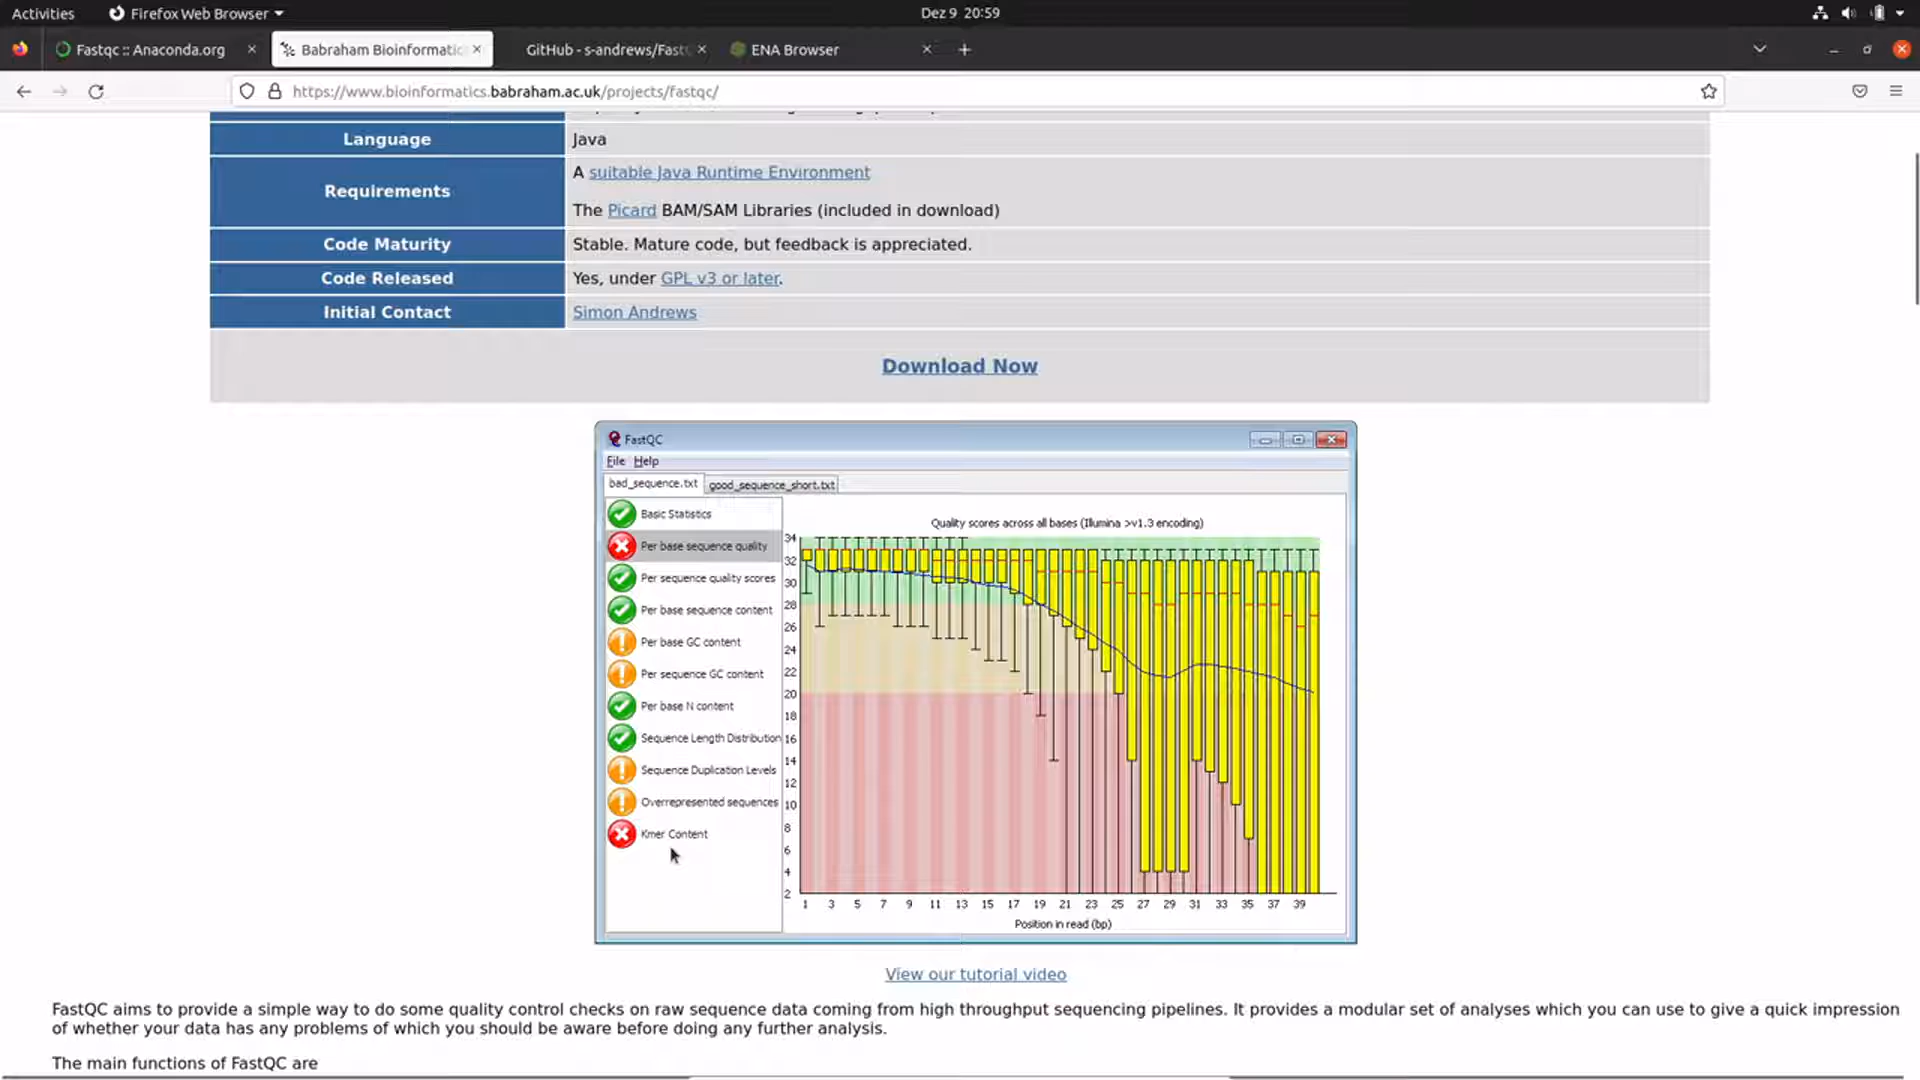 Activities Firefox Web Browser Dez 9 20:59
Fastqc :: Anaconda.org Babraham Bioinformatic GitHub - s-andrews/Fast ENA Browser
https://www.bioinformatics.babraham.ac.uk/projects/fastqc/
Language Java
Requirements A suitable Java Runtime Environment
The Picard BAM/SAM Libraries (included in download)
Code Maturity Stable. Mature code, but feedback is appreciated.
Code Released Yes, under GPL v3 or later.
Initial Contact Simon Andrews
Download Now
FastQC
File Help
bad_sequence.txt good_sequence_short.txt
Basic Statistics
Per base sequence quality
Per sequence quality scores
Per base sequence content
Per base GC content
Per sequence GC content
Per base N content
Sequence Length Distribution
Sequence Duplication Levels
Overrepresented sequences
Kmer Content
Quality scores across all bases (Illumina >v1.3 encoding)
34
32
30
28
26
24
22
20
18
16
14
12
10
8
6
4
2
1 3 5 7 9 11 13 15 17 19 21 23 25 27 29 31 33 35 37 39
Position in read (bp)
View our tutorial video
FastQC aims to provide a simple way to do some quality control checks on raw sequence data coming from high throughput sequencing pipelines. It provides a modular set of analyses which you can use to give a quick impression
of whether your data has any problems of which you should be aware before doing any further analysis.
The main functions of FastQC are